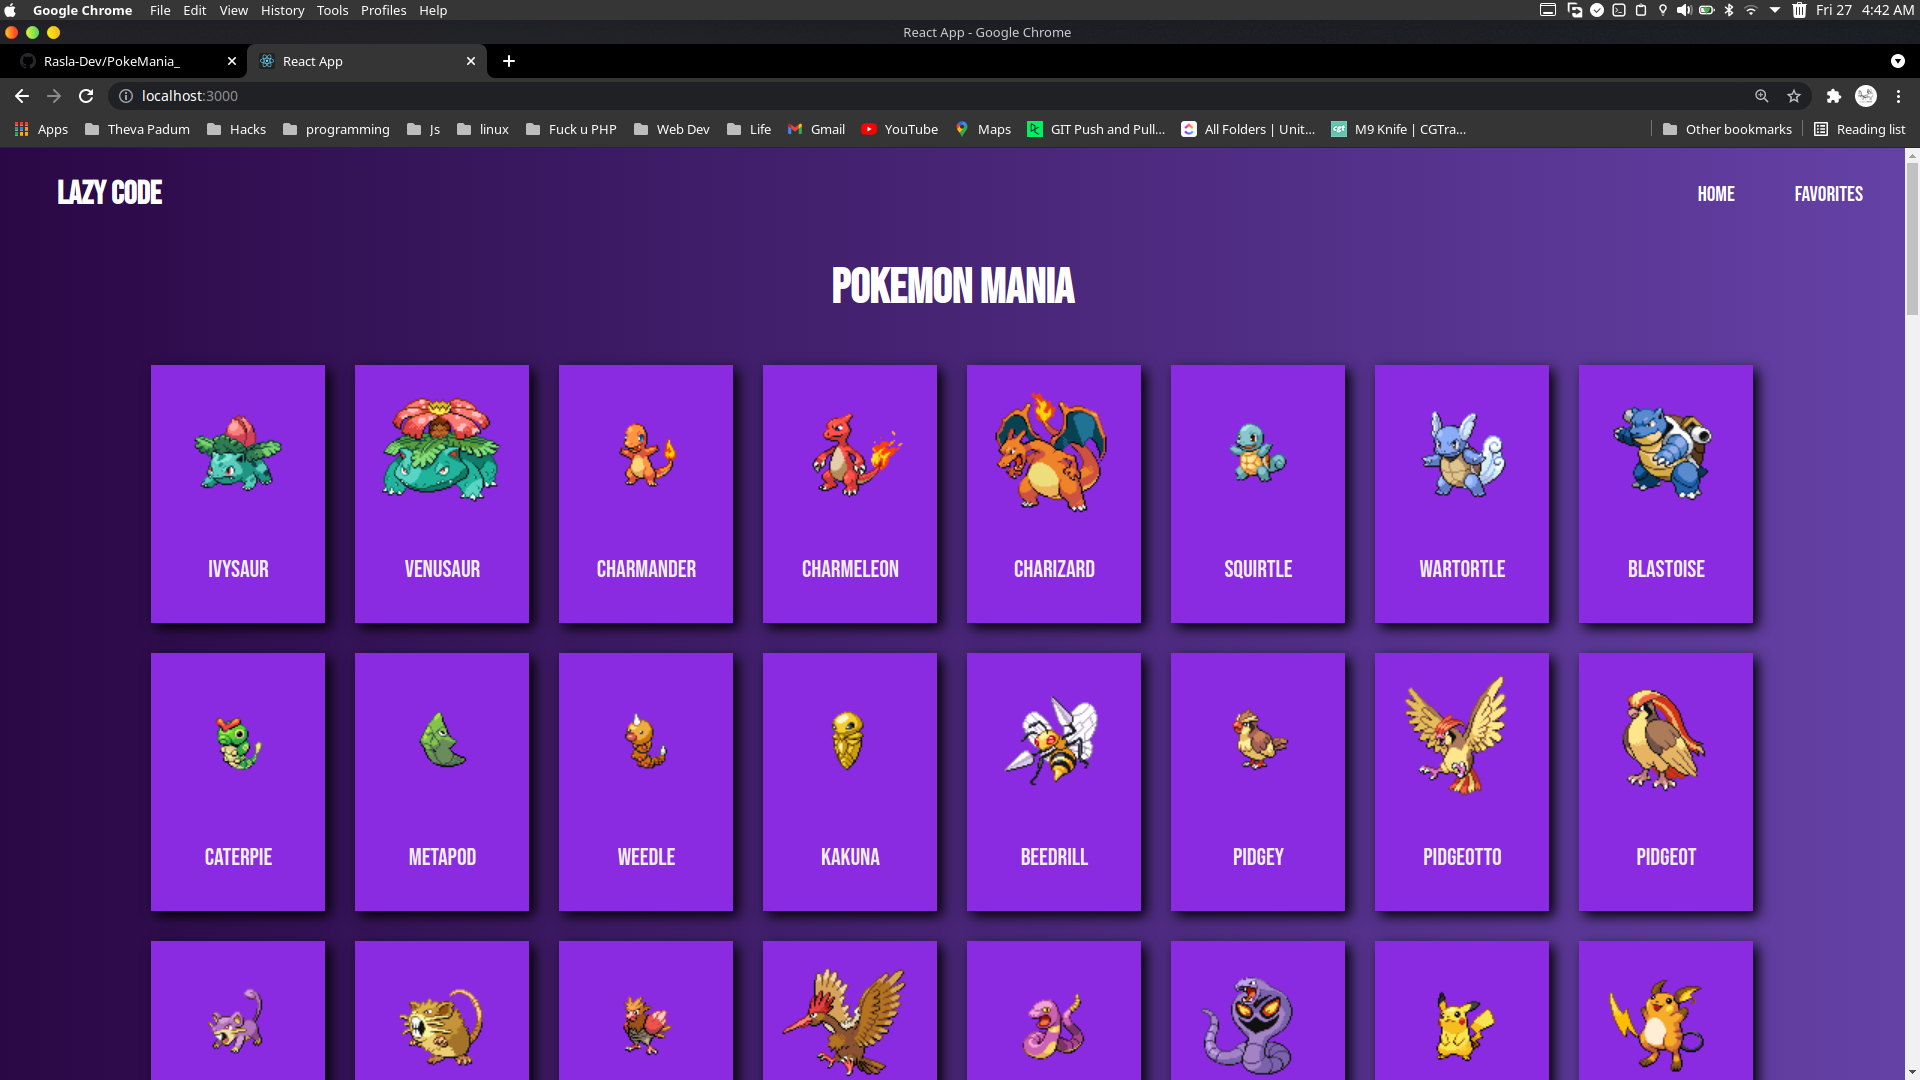 Google Chrome File Edit View History Tools Profiles Help Fri 27 4:42 AM
React App - Google Chrome
Rasla-Dev/PokeMania_ React App
localhost:3000
Apps Theva Padum Hacks programming Js linux Fuck u PHP Web Dev Life Gmail YouTube Maps GIT Push and Pull... All Folders | Unit... cgt M9 Knife | CGTra... Other bookmarks Reading list
LAZY CODE HOME FAVORITES
POKEMON MANIA
IVYSAUR VENUSAUR CHARMANDER CHARMELEON CHARIZARD SQUIRTLE WARTORTLE BLASTOISE
CATERPIE METAPOD WEEDLE KAKUNA BEEDRILL PIDGEY PIDGEOTTO PIDGEOT